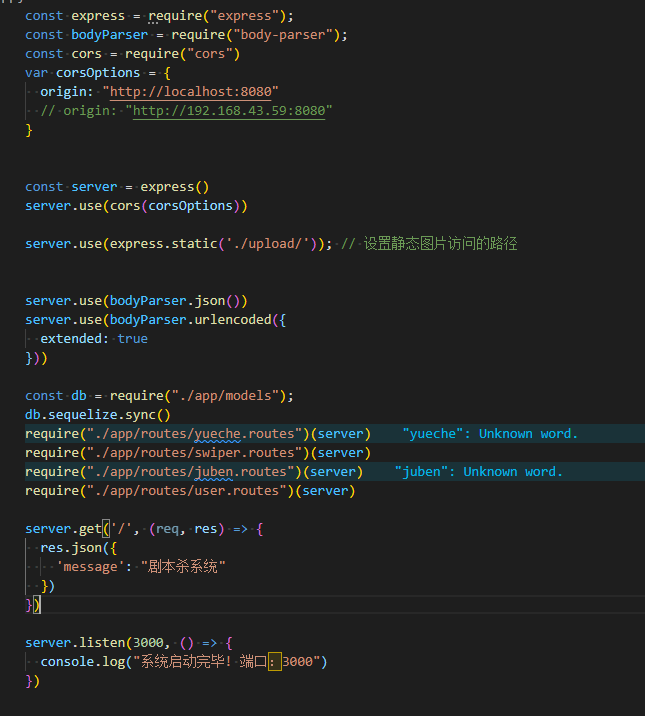 const express = require("express");
const bodyParser = require("body-parser");
const cors = require("cors")
var corsOptions = {
  origin: "http://localhost:8080"
  // origin: "http://192.168.43.59:8080"
}
const server = express()
server.use(cors(corsOptions))
server.use(express.static('./upload/')); // 设置静态图片访问的路径
server.use(bodyParser.json())
server.use(bodyParser.urlencoded({
  extended: true
}))
const db = require("./app/models");
db.sequelize.sync()
require("./app/routes/yueche.routes")(server)    "yueche": Unknown word.
require("./app/routes/swiper.routes")(server)
require("./app/routes/juben.routes")(server)    "juben": Unknown word.
require("./app/routes/user.routes")(server)
server.get('/', (req, res) => {
  res.json({
    'message': "剧本杀系统"
  })
})
server.listen(3000, () => {
  console.log("系统启动完毕! 端口：3000")
})